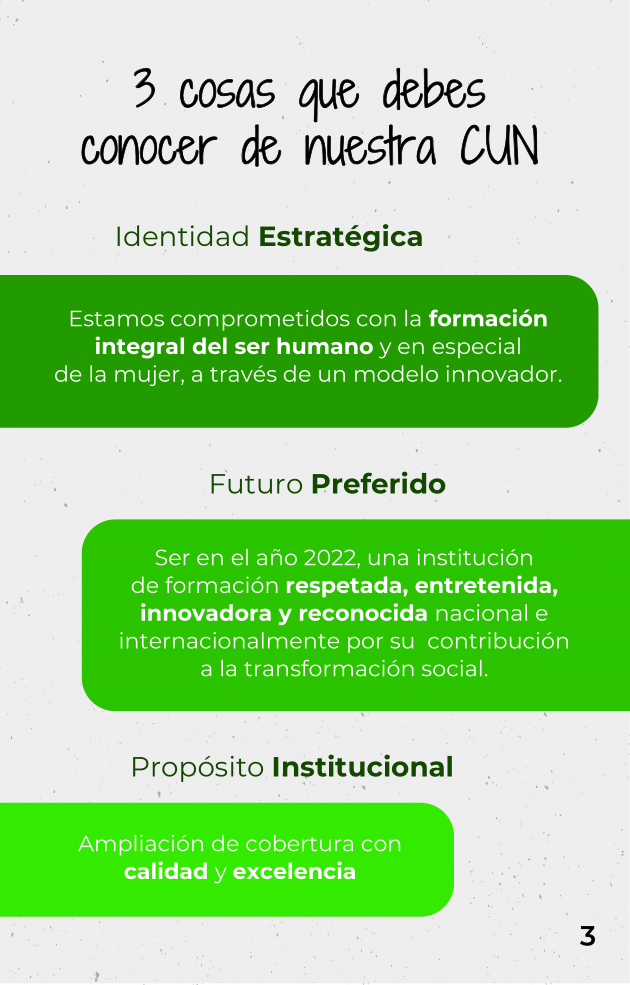 3 cosas que debes
conocer de nuestra CUN
Identidad Estratégica
Estamos comprometidos con la formación
integral del ser humano y en especial
de la mujer, a través de un modelo innovador.
Futuro Preferido
Ser en el año 2022, una institución
de formación respetada, entretenida,
innovadora y reconocida nacional e
internacionalmente por su contribución
a la transformación social.
Propósito Institucional
Ampliación de cobertura con
calidad y excelencia
3